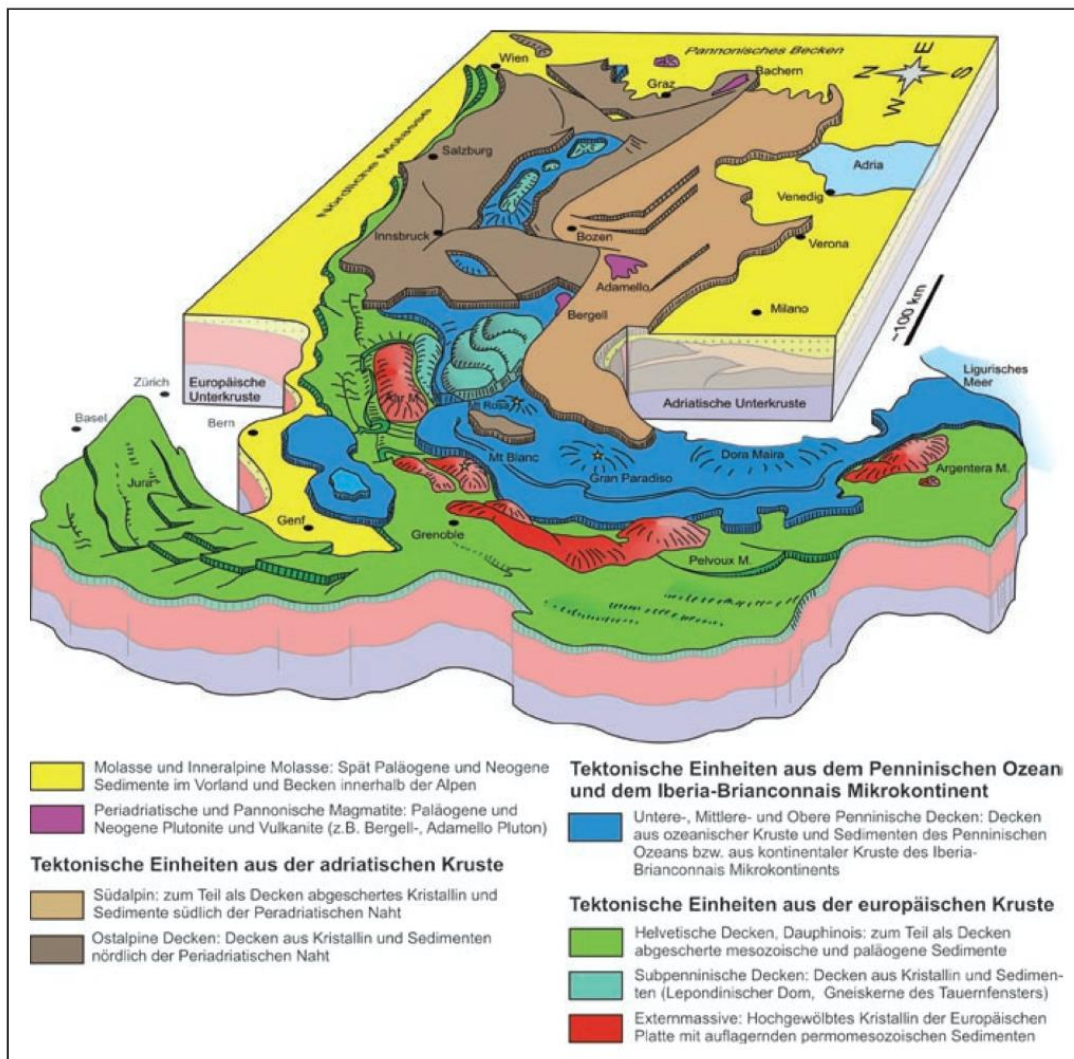 Pannonisches Becken
Wien
Graz
Bachern
N
E
S
W
Nördliche Molasse
Salzburg
Adria
Venedig
Innsbruck
Bozen
Verona
Adamello
Milano
Bergell
~100 km
Europäische
Unterkruste
Adriatische Unterkruste
Ligurisches
Meer
Zürich
Basel
Bern
Aar M.
Mt Rosa
Mt Blanc
Gran Paradiso
Dora Maira
Argentera M.
Jura
Genf
Grenoble
Pelvoux M.
Molasse und Inneralpine Molasse: Spät Paläogene und Neogene
Sedimente im Vorland und Becken innerhalb der Alpen
Periadriatische und Pannonische Magmatite: Paläogene und
Neogene Plutonite und Vulkanite (z.B. Bergell-, Adamello Pluton)
Tektonische Einheiten aus der adriatischen Kruste
Südalpin: zum Teil als Decken abgeschertes Kristallin und
Sedimente südlich der Peradriatischen Naht
Ostalpine Decken: Decken aus Kristallin und Sedimenten
nördlich der Periadriatischen Naht
Tektonische Einheiten aus dem Penninischen Ozean
und dem Iberia-Brianconnais Mikrokontinent
Untere-, Mittlere- und Obere Penninische Decken: Decken
aus ozeanischer Kruste und Sedimenten des Penninischen
Ozeans bzw. aus kontinentaler Kruste des Iberia-
Brianconnais Mikrokontinents
Tektonische Einheiten aus der europäischen Kruste
Helvetische Decken, Dauphinois: zum Teil als Decken
abgescherte mesozoische und paläogene Sedimente
Subpenninische Decken: Decken aus Kristallin und Sedimen-
ten (Lepondinischer Dom, Gneiskerne des Tauernfensters)
Externmassive: Hochgewölbtes Kristallin der Europäischen
Platte mit auflagernden permomesozoischen Sedimenten